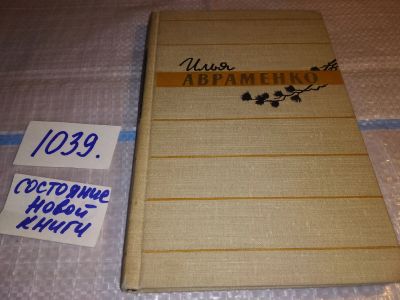 Илья
АВРАМЕНКО
1039.
СОСТОЯНИЕ
НОВОЙ
КНИГИ